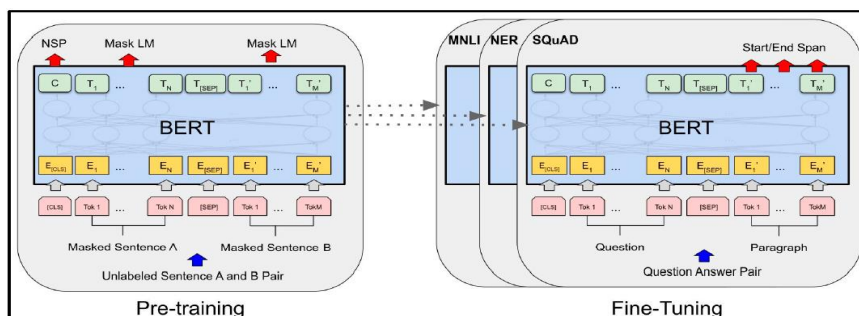 NSP Mask LM Mask LM
C T1 ... TN T[SEP] T1' ... TM'
BERT
E[CLS] E1 ... EN E[SEP] E1' ... EM'
[CLS] Tok 1 ... Tok N [SEP] Tok 1 ... TokM
Masked Sentence A Masked Sentence B
Unlabeled Sentence A and B Pair
Pre-training
MNLI NER SQuAD
Start/End Span
C T1 ... TN T[SEP] T1' ... TM'
BERT
E[CLS] E1 ... EN E[SEP] E1' ... EM'
[CLS] Tok 1 ... Tok N [SEP] Tok 1 ... TokM
Question Paragraph
Question Answer Pair
Fine-Tuning